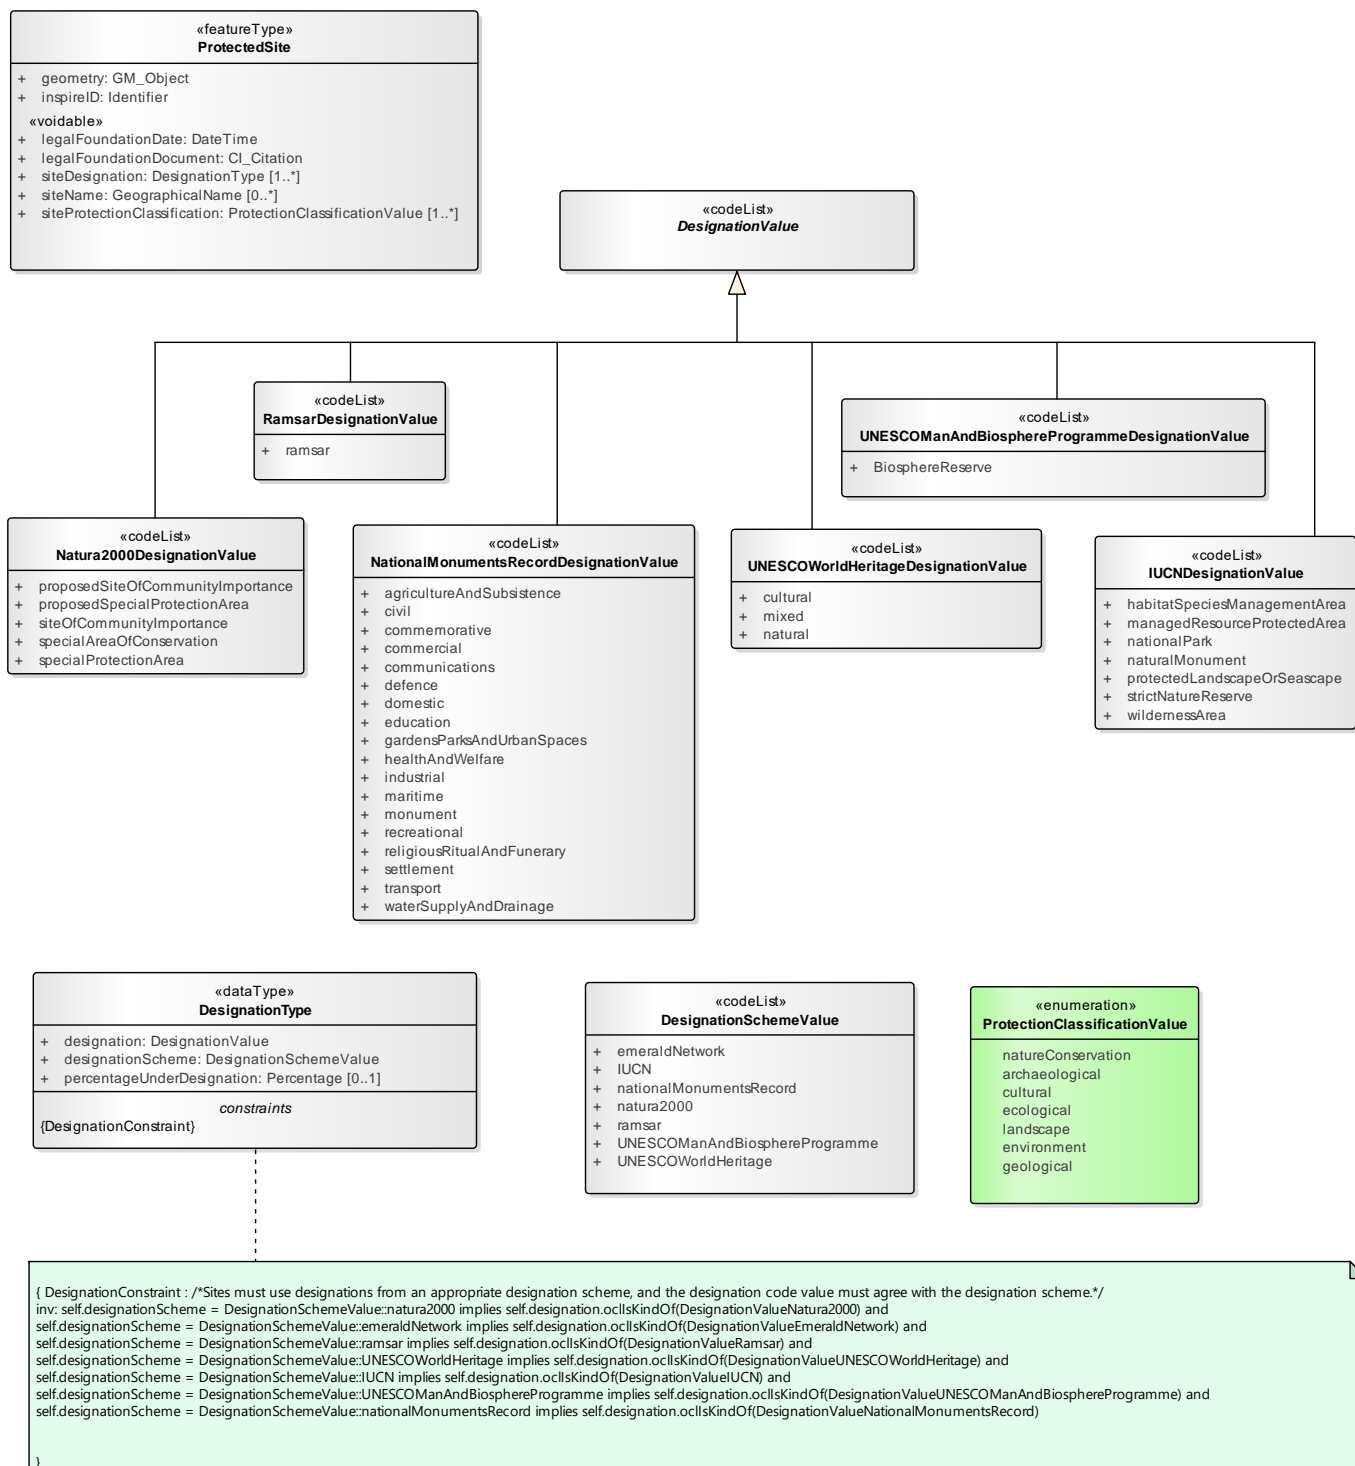 «featureType»
ProtectedSite
+ geometry: GM_Object
+ inspireID: Identifier
«voidable»
+ legalFoundationDate: DateTime
+ legalFoundationDocument: CI_Citation
+ siteDesignation: DesignationType [1..*]
+ siteName: GeographicalName [0..*]
+ siteProtectionClassification: ProtectionClassificationValue [1..*]
«codeList»
DesignationValue
«codeList»
RamsarDesignationValue
+ ramsar
«codeList»
UNESCOManAndBiosphereProgrammeDesignationValue
+ BiosphereReserve
«codeList»
Natura2000DesignationValue
+ proposedSiteOfCommunityImportance
+ proposedSpecialProtectionArea
+ siteOfCommunityImportance
+ specialAreaOfConservation
+ specialProtectionArea
«codeList»
NationalMonumentsRecordDesignationValue
+ agricultureAndSubsistence
+ civil
+ commemorative
+ commercial
+ communications
+ defence
+ domestic
+ education
+ gardensParksAndUrbanSpaces
+ healthAndWelfare
+ industrial
+ maritime
+ monument
+ recreational
+ religiousRitualAndFunerary
+ settlement
+ transport
+ waterSupplyAndDrainage
«codeList»
UNESCOWorldHeritageDesignationValue
+ cultural
+ mixed
+ natural
«codeList»
IUCNDesignationValue
+ habitatSpeciesManagementArea
+ managedResourceProtectedArea
+ nationalPark
+ naturalMonument
+ protectedLandscapeOrSeascape
+ strictNatureReserve
+ wildernessArea
«dataType»
DesignationType
+ designation: DesignationValue
+ designationScheme: DesignationSchemeValue
+ percentageUnderDesignation: Percentage [0..1]
constraints
{DesignationConstraint}
«codeList»
DesignationSchemeValue
+ emeraldNetwork
+ IUCN
+ nationalMonumentsRecord
+ natura2000
+ ramsar
+ UNESCOManAndBiosphereProgramme
+ UNESCOWorldHeritage
«enumeration»
ProtectionClassificationValue
natureConservation
archaeological
cultural
ecological
landscape
environment
geological
{ DesignationConstraint : /*Sites must use designations from an appropriate designation scheme, and the designation code value must agree with the designation scheme.*/
inv: self.designationScheme = DesignationSchemeValue::natura2000 implies self.designation.oclIsKindOf(DesignationValueNatura2000) and
self.designationScheme = DesignationSchemeValue::emeraldNetwork implies self.designation.oclIsKindOf(DesignationValueEmeraldNetwork) and
self.designationScheme = DesignationSchemeValue::ramsar implies self.designation.oclIsKindOf(DesignationValueRamsar) and
self.designationScheme = DesignationSchemeValue::UNESCOWorldHeritage implies self.designation.oclIsKindOf(DesignationValueUNESCOWorldHeritage) and
self.designationScheme = DesignationSchemeValue::IUCN implies self.designation.oclIsKindOf(DesignationValueIUCN) and
self.designationScheme = DesignationSchemeValue::UNESCOManAndBiosphereProgramme implies self.designation.oclIsKindOf(DesignationValueUNESCOManAndBiosphereProgramme) and
self.designationScheme = DesignationSchemeValue::nationalMonumentsRecord implies self.designation.oclIsKindOf(DesignationValueNationalMonumentsRecord)
}